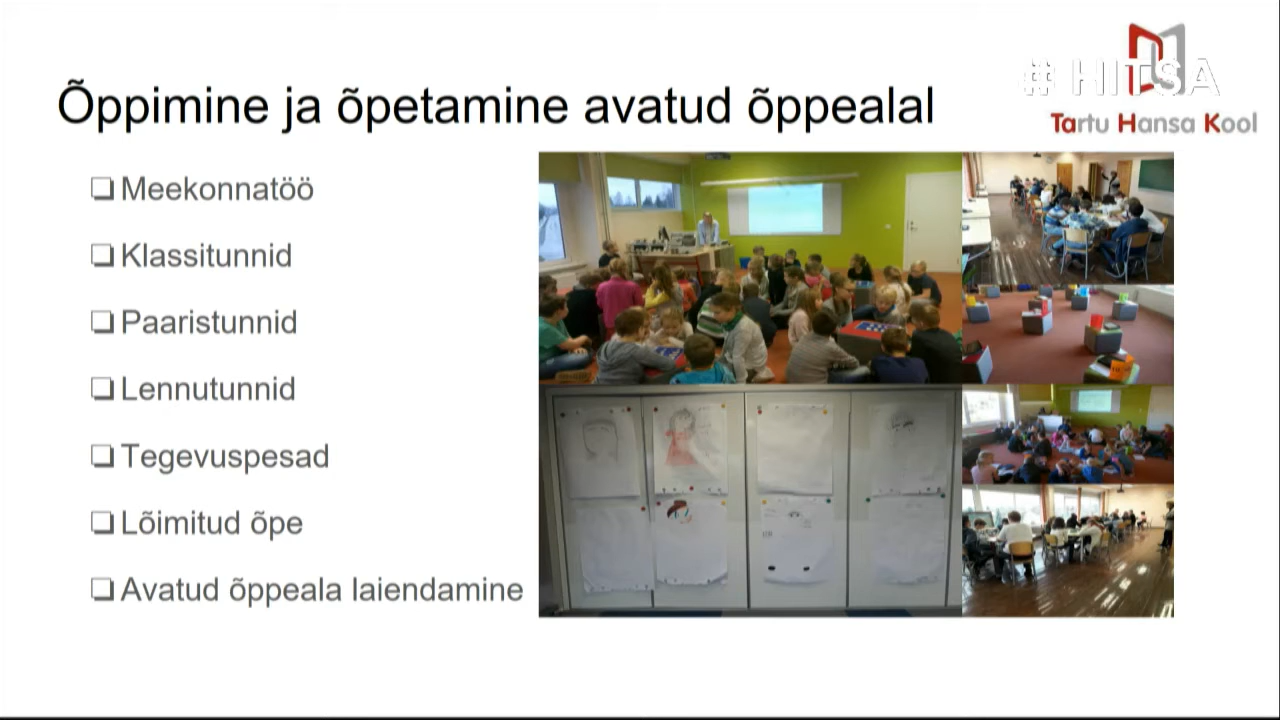 # HITSA
Tartu Hansa Kool
Õppimine ja õpetamine avatud õppealal
Meekonnatöö
Klassitunnid
Paaristunnid
Lennutunnid
Tegevuspesad
Lõimitud õpe
Avatud õppeala laiendamine